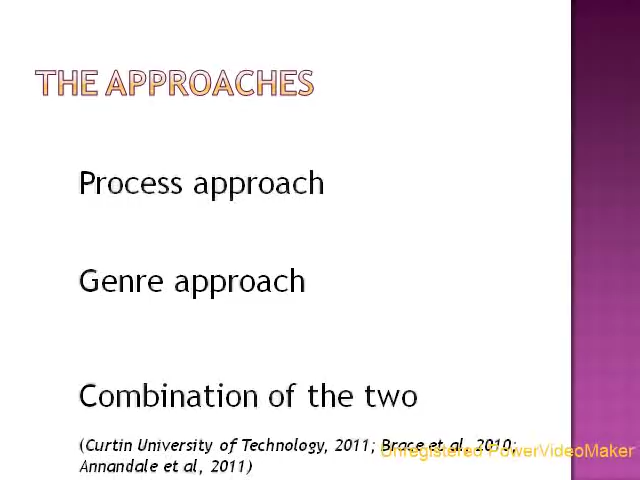 THE APPROACHES
Process approach
Genre approach
Combination of the two
(Curtin University of Technology, 2011; Brace et al, 2010;
Unregistered PowerVideoMaker
Annandale et al, 2011)